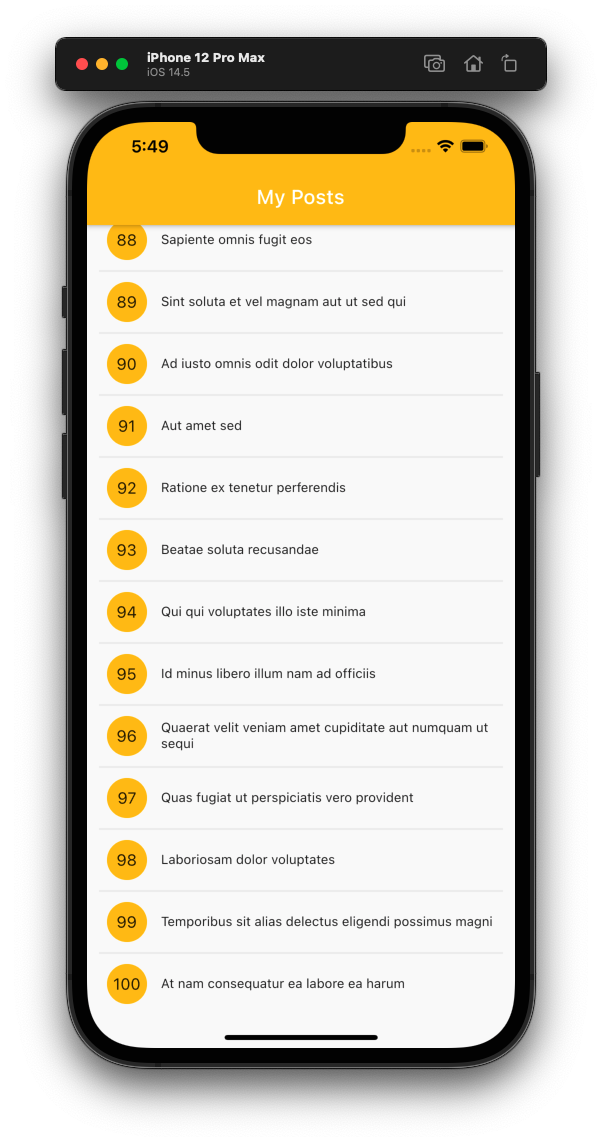 iPhone 12 Pro Max
iOS 14.5
5:49
My Posts
88 Sapiente omnis fugit eos
89 Sint soluta et vel magnam aut ut sed qui
90 Ad iusto omnis odit dolor voluptatibus
91 Aut amet sed
92 Ratione ex tenetur perferendis
93 Beatae soluta recusandae
94 Qui qui voluptates illo iste minima
95 Id minus libero illum nam ad officiis
96 Quaerat velit veniam amet cupiditate aut numquam ut
sequi
97 Quas fugiat ut perspiciatis vero provident
98 Laboriosam dolor voluptates
99 Temporibus sit alias delectus eligendi possimus magni
100 At nam consequatur ea labore ea harum